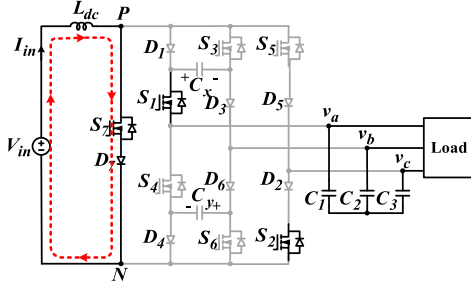 L_dc P
I_in
D_1 S_3 S_5
+ C_x -
S_1 D_3 D_5
v_a
S_7 v_b Load
V_in D_7 v_c
S_4 D_6 D_2 C_1 C_2 C_3
- C_y +
D_4 S_6 S_2
N